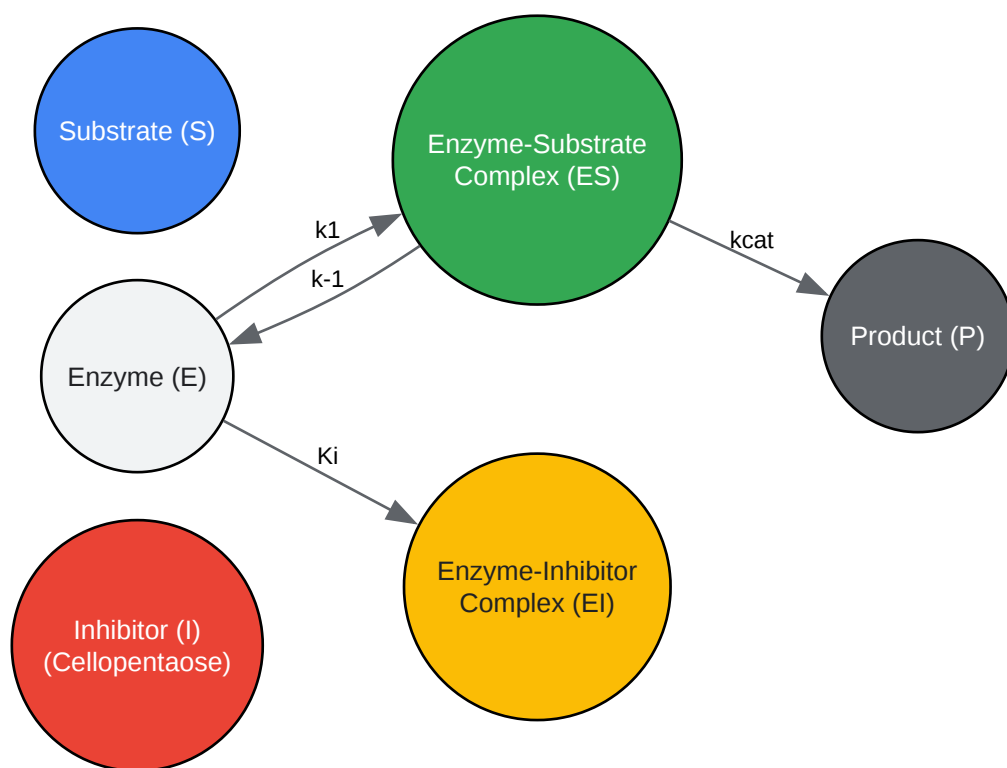 Substrate (S)
Enzyme-Substrate
Complex (ES)
k1
kcat
k-1
Product (P)
Enzyme (E)
Ki
Enzyme-Inhibitor
Complex (EI)
Inhibitor (I)
(Cellopentaose)